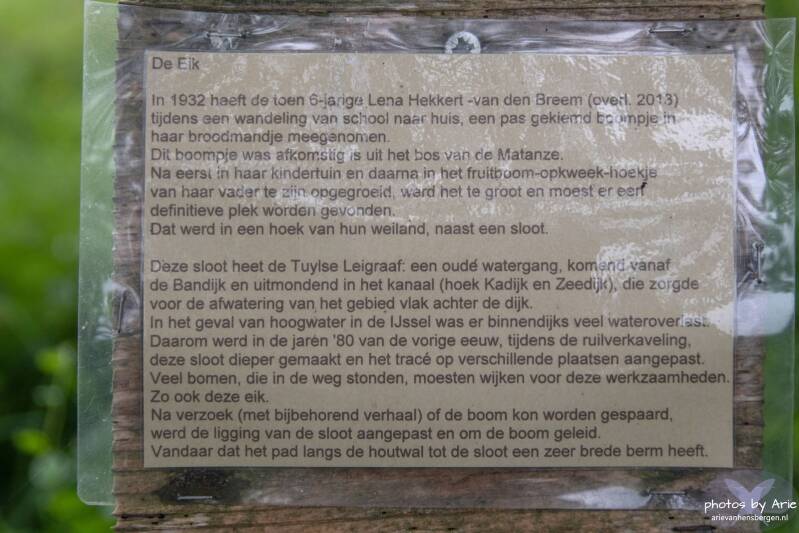 De Eik
In 1932 heeft de toen 6-jarige Lena Hekkert -van den Breem (overl. 2013)
tijdens een wandeling van school naar huis, een pas gekiemd boompje in
haar broodmandje meegenomen.
Dit boompje was afkomstig is uit het bos van de Matanze.
Na eerst in haar kindertuin en daarna in het fruitboom-opkweek-hoekje
van haar vader te zijn opgegroeid, werd het te groot en moest er een
definitieve plek worden gevonden.
Dat werd in een hoek van hun weiland, naast een sloot.
Deze sloot heet de Tuylse Leigraaf: een oude watergang, komend vanaf
de Bandijk en uitmondend in het kanaal (hoek Kadijk en Zeedijk), die zorgde
voor de afwatering van het gebied vlak achter de dijk.
In het geval van hoogwater in de IJssel was er binnendijks veel wateroverlast.
Daarom werd in de jaren '80 van de vorige eeuw, tijdens de ruilverkaveling,
deze sloot dieper gemaakt en het tracé op verschillende plaatsen aangepast.
Veel bomen, die in de weg stonden, moesten wijken voor deze werkzaamheden.
Zo ook deze eik.
Na verzoek (met bijbehorend verhaal) of de boom kon worden gespaard,
werd de ligging van de sloot aangepast en om de boom geleid.
Vandaar dat het pad langs de houtwal tot de sloot een zeer brede berm heeft.
photos by Arie
arievanhensbergen.nl